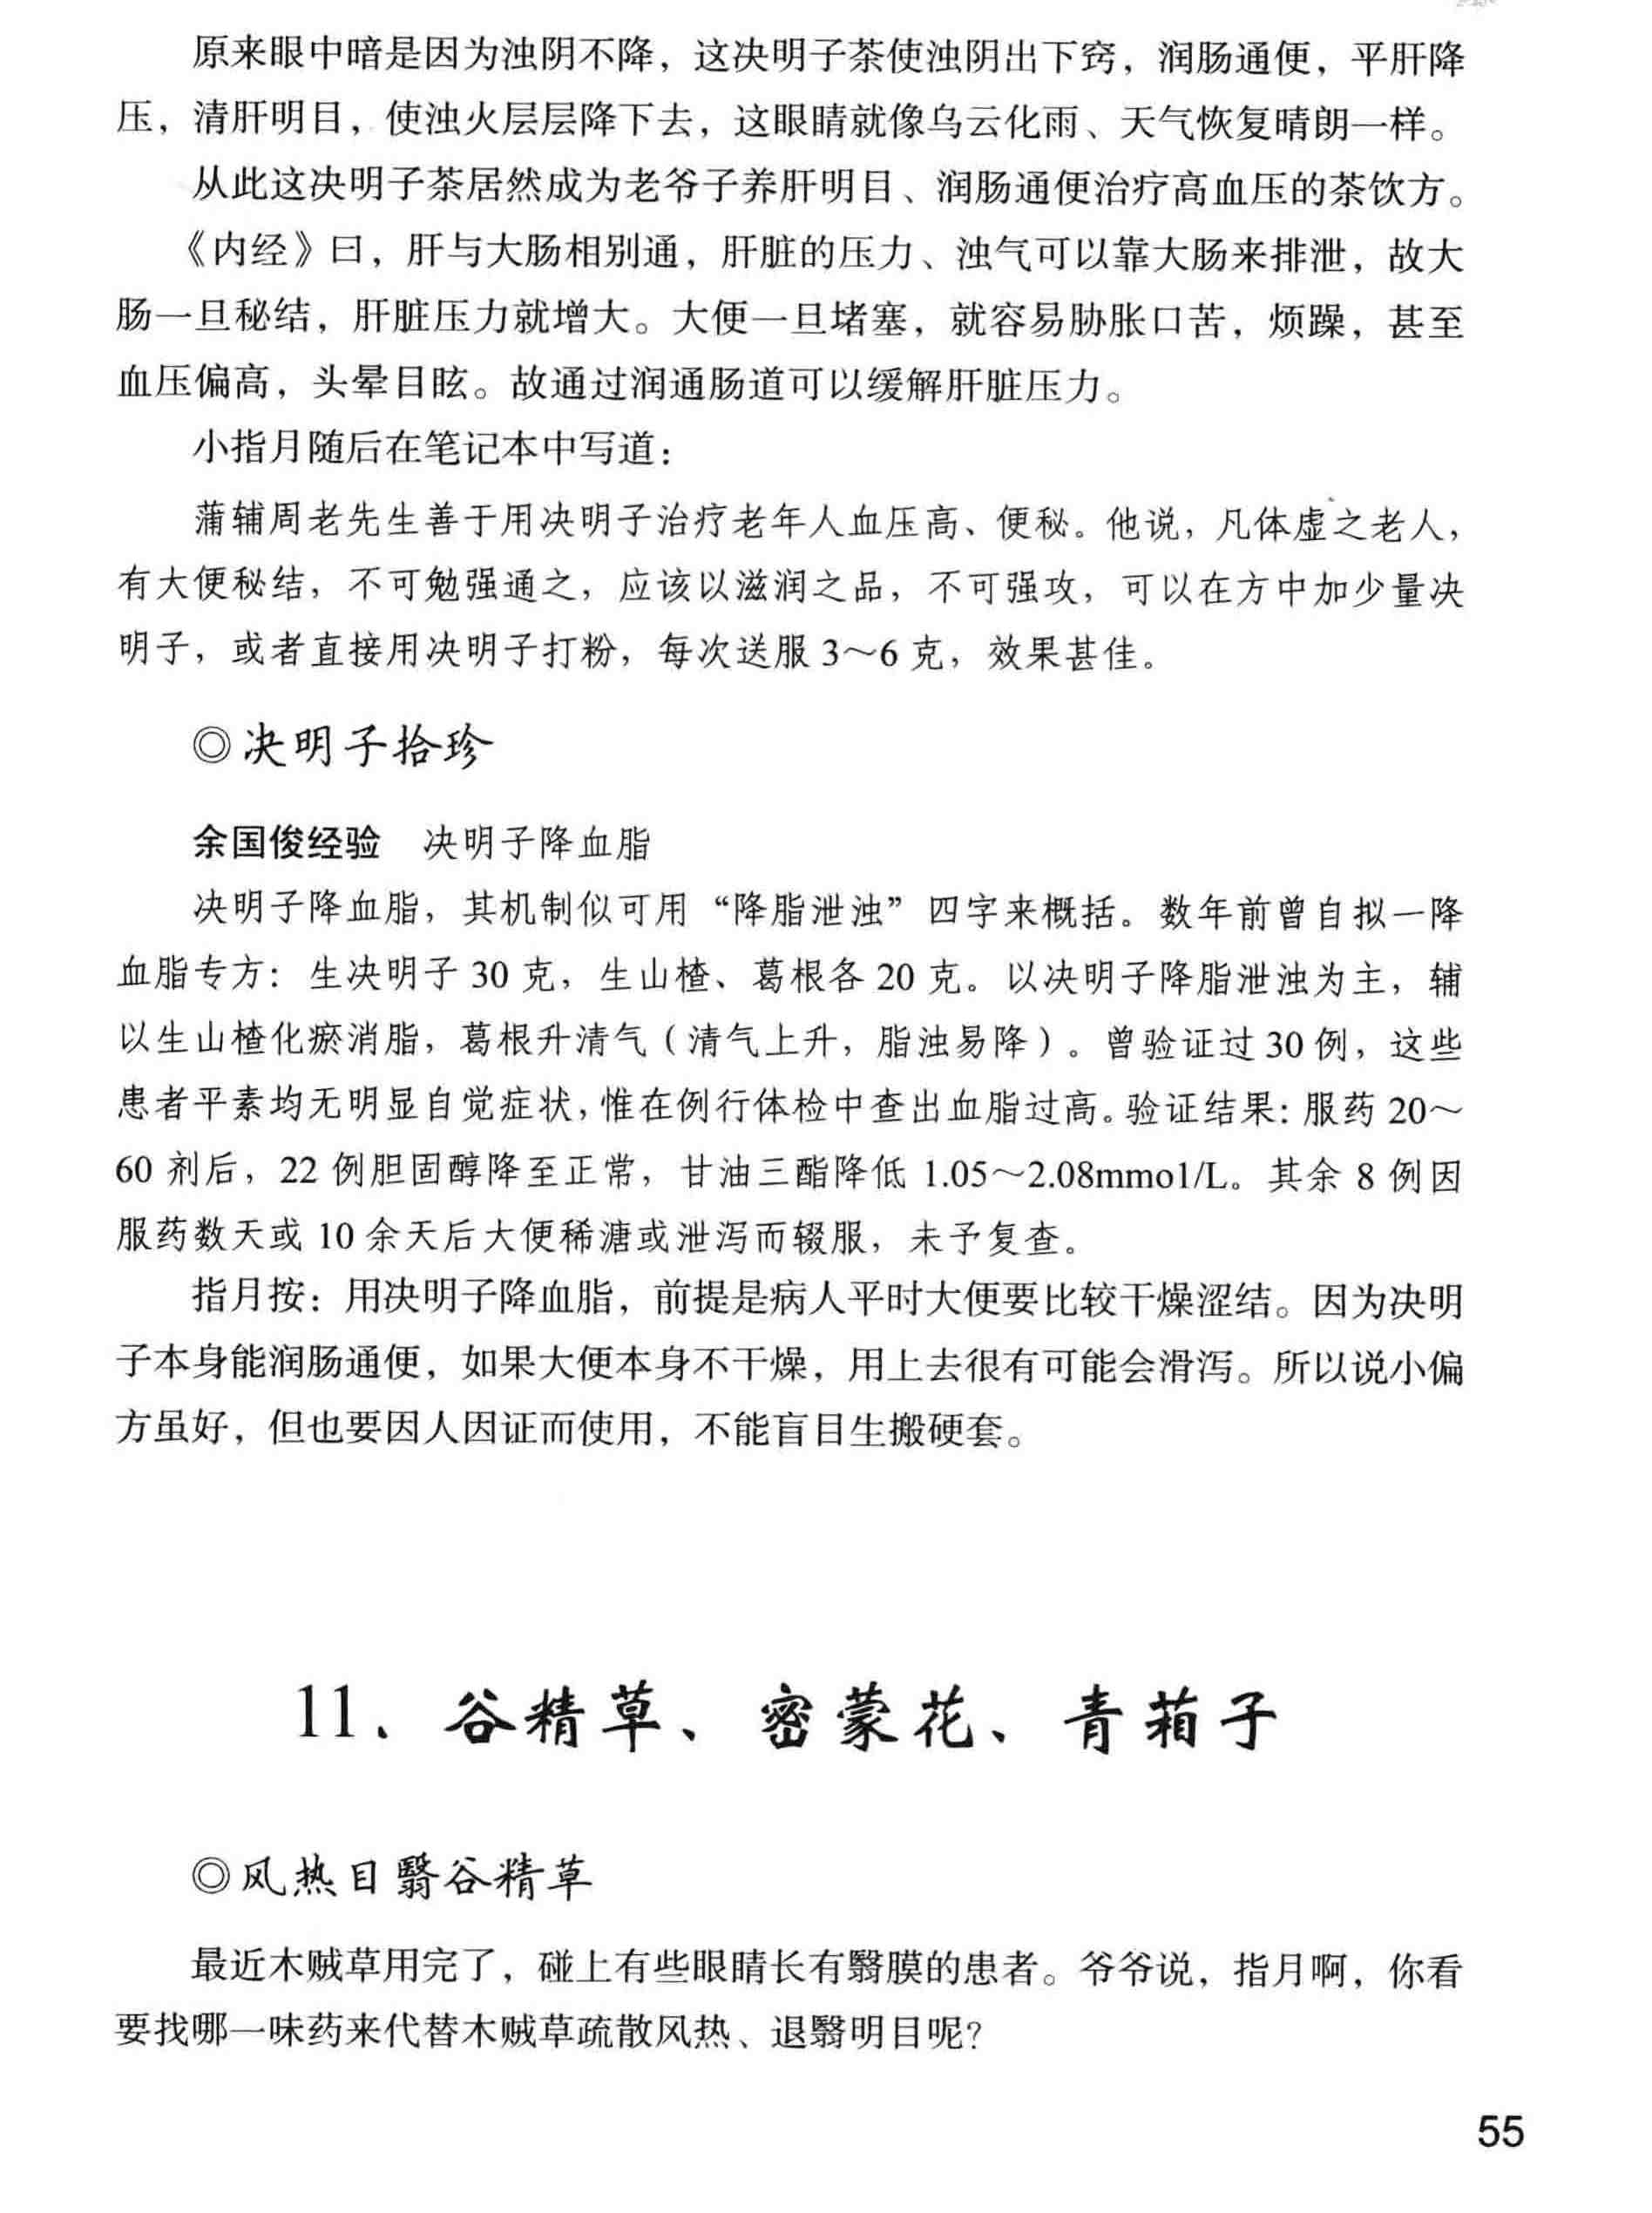 原来眼中暗是因为浊阴不降，这决明子茶使浊阴出下窍，润肠通便，平肝降
压，清肝明目，使浊火层层降下去，这眼睛就像乌云化雨、天气恢复晴朗一样。
从此这决明子茶居然成为老爷子养肝明目、润肠通便治疗高血压的茶饮方。
《内经》曰，肝与大肠相别通，肝脏的压力、浊气可以靠大肠来排泄，故大
肠一旦秘结，肝脏压力就增大。大便一旦堵塞，就容易胁胀口苦，烦躁，甚至
血压偏高，头晕目眩。故通过润通肠道可以缓解肝脏压力。
小指月随后在笔记本中写道：
蒲辅周老先生善于用决明子治疗老年人血压高、便秘。他说，凡体虚之老人，
有大便秘结，不可勉强通之，应该以滋润之品，不可强攻，可以在方中加少量决
明子，或者直接用决明子打粉，每次送服 3～6 克，效果甚佳。
◎决明子拾珍
余国俊经验　决明子降血脂
决明子降血脂，其机制似可用“降脂泄浊”四字来概括。数年前曾自拟一降
血脂专方：生决明子 30 克，生山楂、葛根各 20 克。以决明子降脂泄浊为主，辅
以生山楂化瘀消脂，葛根升清气（清气上升，脂浊易降）。曾验证过 30 例，这些
患者平素均无明显自觉症状，惟在例行体检中查出血脂过高。验证结果：服药 20～
60 剂后，22 例胆固醇降至正常，甘油三酯降低 1.05～2.08mmo1/L。其余 8 例因
服药数天或 10 余天后大便稀溏或泄泻而辍服，未予复查。
指月按：用决明子降血脂，前提是病人平时大便要比较干燥涩结。因为决明
子本身能润肠通便，如果大便本身不干燥，用上去很有可能会滑泻。所以说小偏
方虽好，但也要因人因证而使用，不能盲目生搬硬套。
11、谷精草、密蒙花、青葙子
◎风热目翳谷精草
最近木贼草用完了，碰上有些眼睛长有翳膜的患者。爷爷说，指月啊，你看
要找哪一味药来代替木贼草疏散风热、退翳明目呢？
55